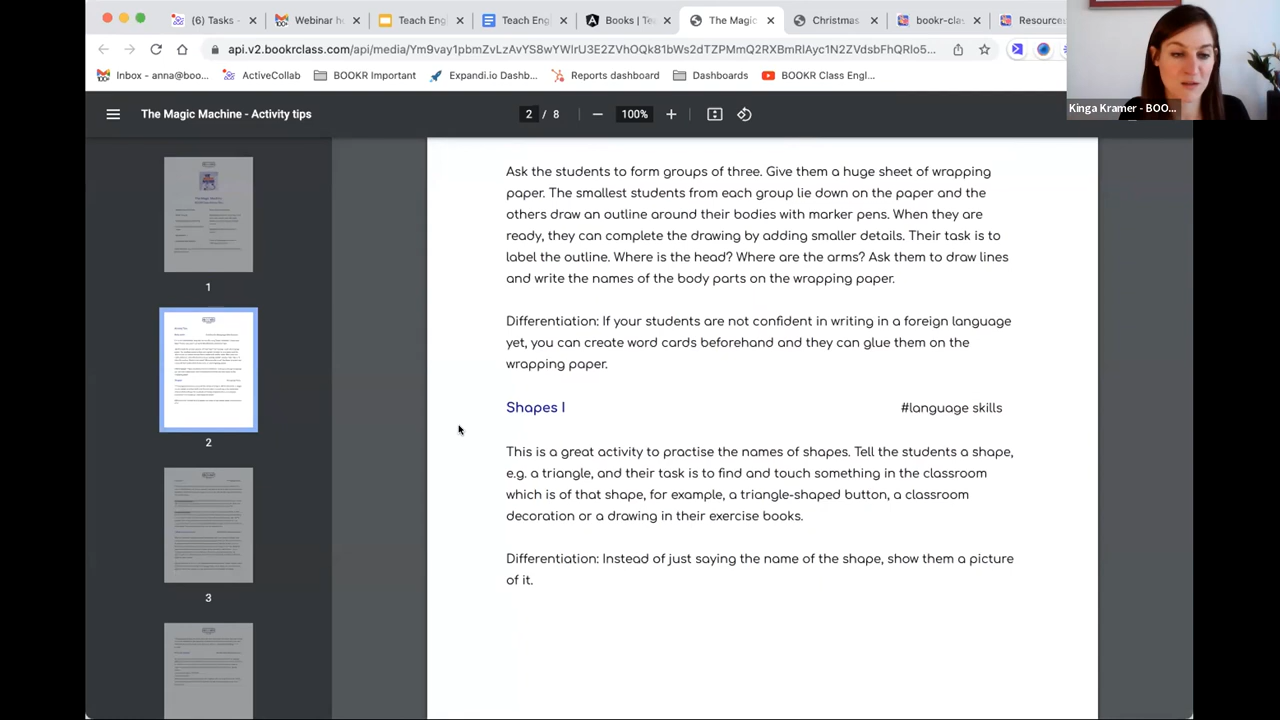 (6) Tasks -
Webinar h
Teach Eng
Teach Eng
Books | Te
The Magic
Christmas
bookr-clas
Resource
api.v2.bookrclass.com/api/media/
Inbox - anna@boo...
ActiveCollab
BOOKR Important
Expandi.io Dashb...
Reports dashboard
Dashboards
BOOKR Class Engl...
Kinga Kramer - BOO...
The Magic Machine - Activity tips
2 / 8
100%
Ask the students to form groups of three. Give them a huge sheet of wrapping
paper. The smallest students from each group lie down on the paper and the
others can draw around their bodies with marker pens. When they are
ready, they can continue the drawing by adding smaller details. Their task is to
label the outline. Where is the head? Where are the arms? Ask them to draw lines
and write the names of the body parts on the wrapping paper.
Differentiation: If your students are not confident in writing in a foreign language
yet, you can create wordcards beforehand and they can glue them on the
wrapping paper.
Shapes I
#language skills
This is a great activity to practise the names of shapes. Tell the students a shape,
e.g. a triangle, and their task is to find and touch something in the classroom
which is of that shape, for example, a triangle-shaped button, a classroom
decoration or a drawing in their exercise books.
Differentiation: Instead of just saying the name of the shape, show them a picture
of it.
1
2
3